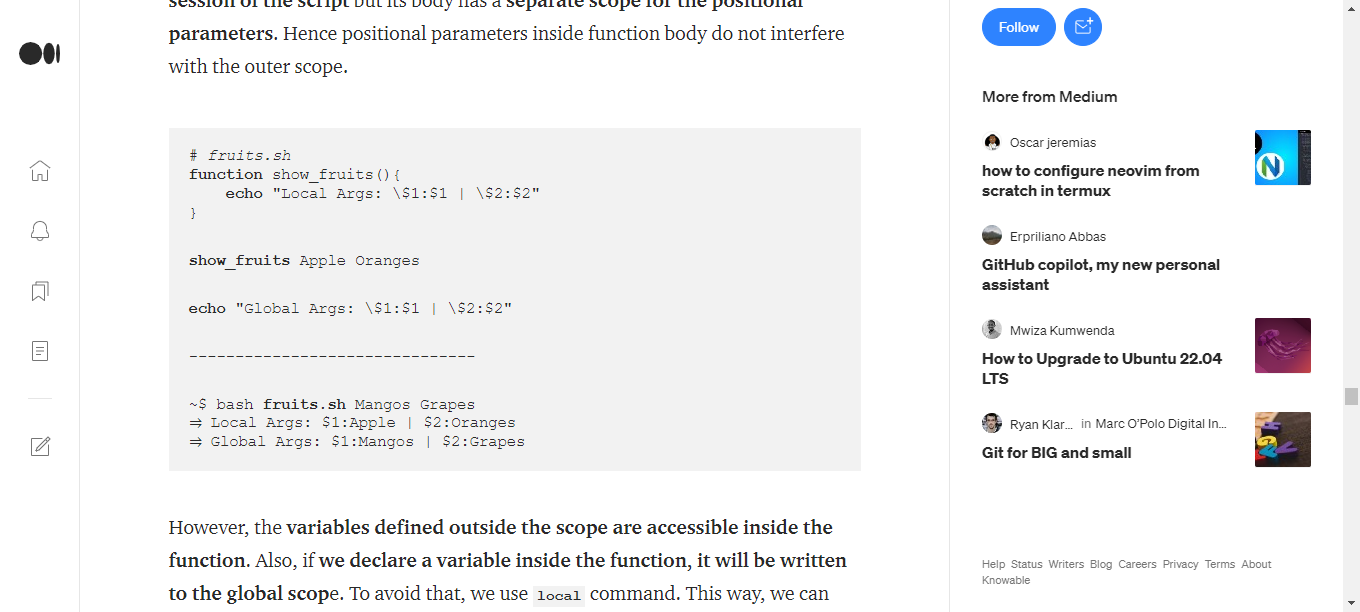 session of the script but its body has a separate scope for the positional
parameters. Hence positional parameters inside function body do not interfere
with the outer scope.
# fruits.sh
function show_fruits(){
    echo "Local Args: \$1:$1 | \$2:$2"
}
show_fruits Apple Oranges
echo "Global Args: \$1:$1 | \$2:$2"
-------------------------------
~$ bash fruits.sh Mangos Grapes
⇒ Local Args: $1:Apple | $2:Oranges
⇒ Global Args: $1:Mangos | $2:Grapes
However, the variables defined outside the scope are accessible inside the
function. Also, if we declare a variable inside the function, it will be written
to the global scope. To avoid that, we use local command. This way, we can
Follow
More from Medium
Oscar jeremias
how to configure neovim from
scratch in termux
Erpriliano Abbas
GitHub copilot, my new personal
assistant
Mwiza Kumwenda
How to Upgrade to Ubuntu 22.04
LTS
Ryan Klar... in Marc O'Polo Digital In...
Git for BIG and small
Help Status Writers Blog Careers Privacy Terms About
Knowable